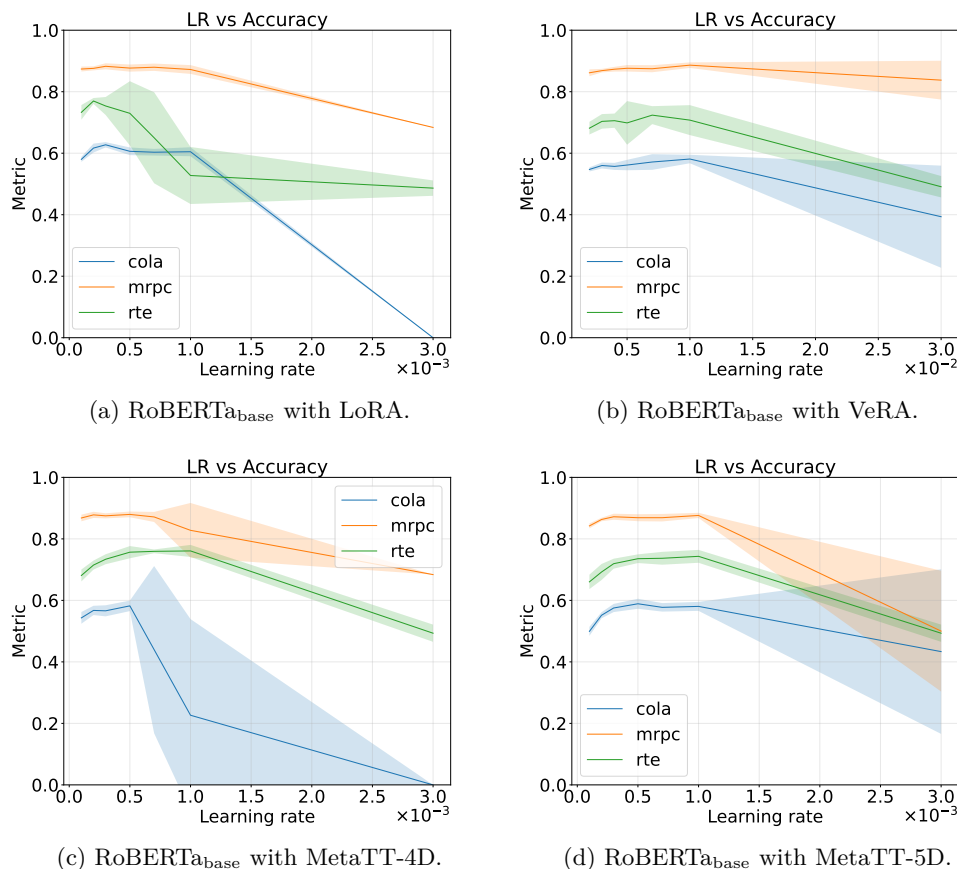 LR vs Accuracy
1.0
0.8
0.6
0.4
0.2
0.0
Metric
cola
mrpc
rte
0.0 0.5 1.0 1.5 2.0 2.5 3.0
Learning rate ×10⁻³
(a) RoBERTa_base with LoRA.
LR vs Accuracy
1.0
0.8
0.6
0.4
0.2
0.0
Metric
cola
mrpc
rte
0.5 1.0 1.5 2.0 2.5 3.0
Learning rate ×10⁻²
(b) RoBERTa_base with VeRA.
LR vs Accuracy
1.0
0.8
0.6
0.4
0.2
0.0
Metric
cola
mrpc
rte
0.0 0.5 1.0 1.5 2.0 2.5 3.0
Learning rate ×10⁻³
(c) RoBERTa_base with MetaTT-4D.
LR vs Accuracy
1.0
0.8
0.6
0.4
0.2
0.0
Metric
cola
mrpc
rte
0.0 0.5 1.0 1.5 2.0 2.5 3.0
Learning rate ×10⁻³
(d) RoBERTa_base with MetaTT-5D.